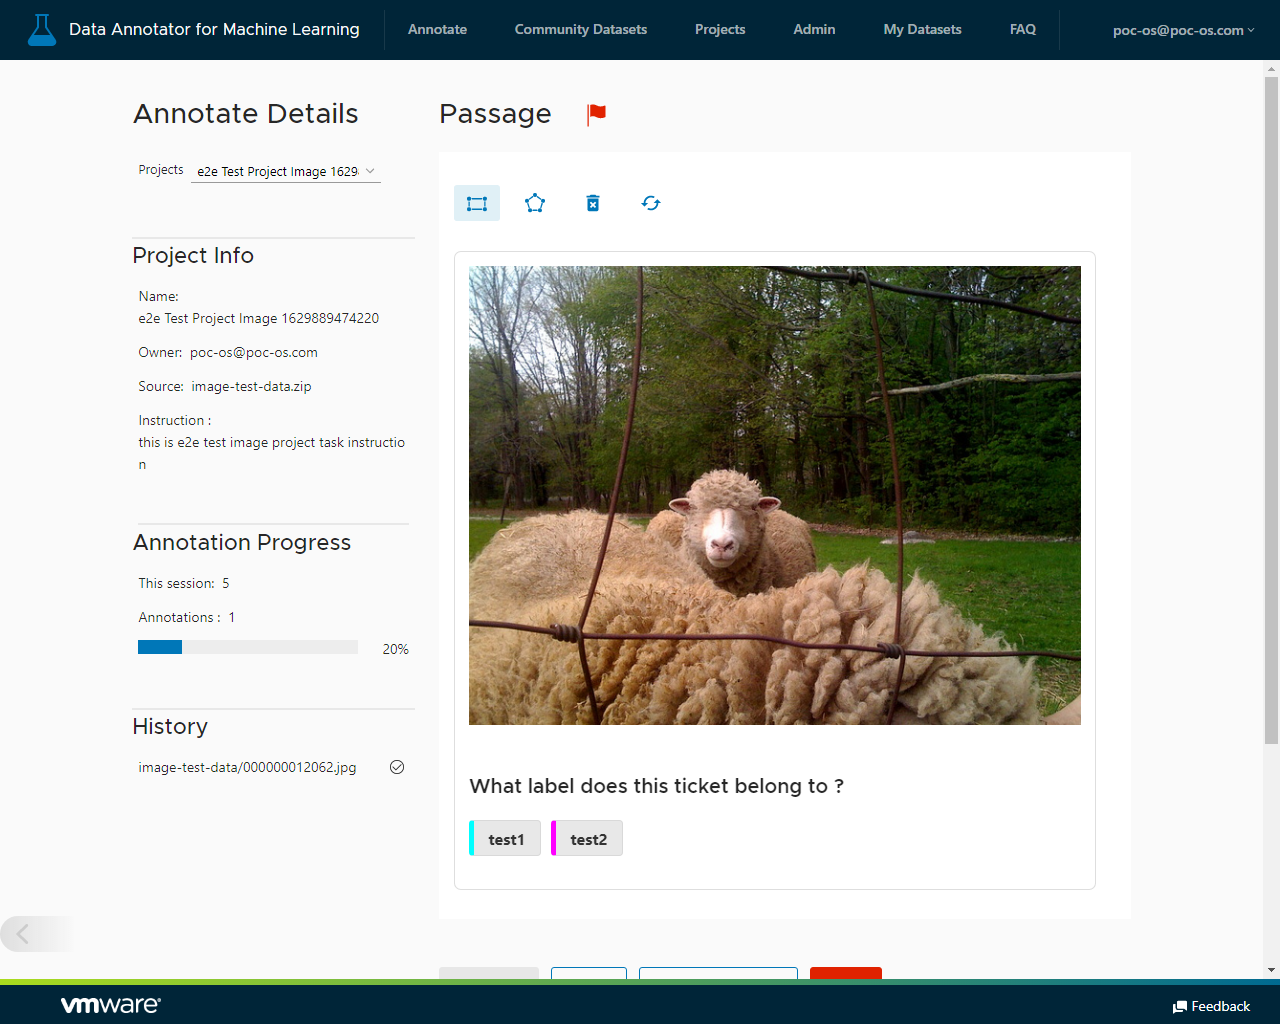 Data Annotator for Machine Learning
Annotate
Community Datasets
Projects
Admin
My Datasets
FAQ
poc-os@poc-os.com
Annotate Details
Projects
e2e Test Project Image 1629
Project Info
Name:
e2e Test Project Image 1629889474220
Owner: poc-os@poc-os.com
Source: image-test-data.zip
Instruction :
this is e2e test image project task instructio
n
Annotation Progress
This session: 5
Annotations : 1
20%
History
image-test-data/000000012062.jpg
Passage
What label does this ticket belong to ?
test1
test2
vmware®
Feedback